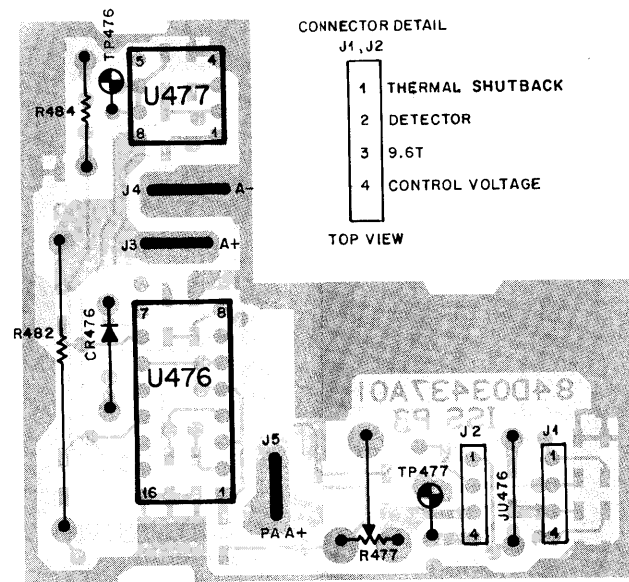 CONNECTOR DETAIL
J1, J2
1 THERMAL SHUTBACK
2 DETECTOR
3 9.6T
4 CONTROL VOLTAGE
TOP VIEW
TP476
5 4
U477
8 1
R484
J4 A-
J3 A+
R482
CR476
7 8
U476
16 1
J5
PA A+
84D03437A01
ISS P3
TP477
R477
J2
1
4
JU476
J1
1
4